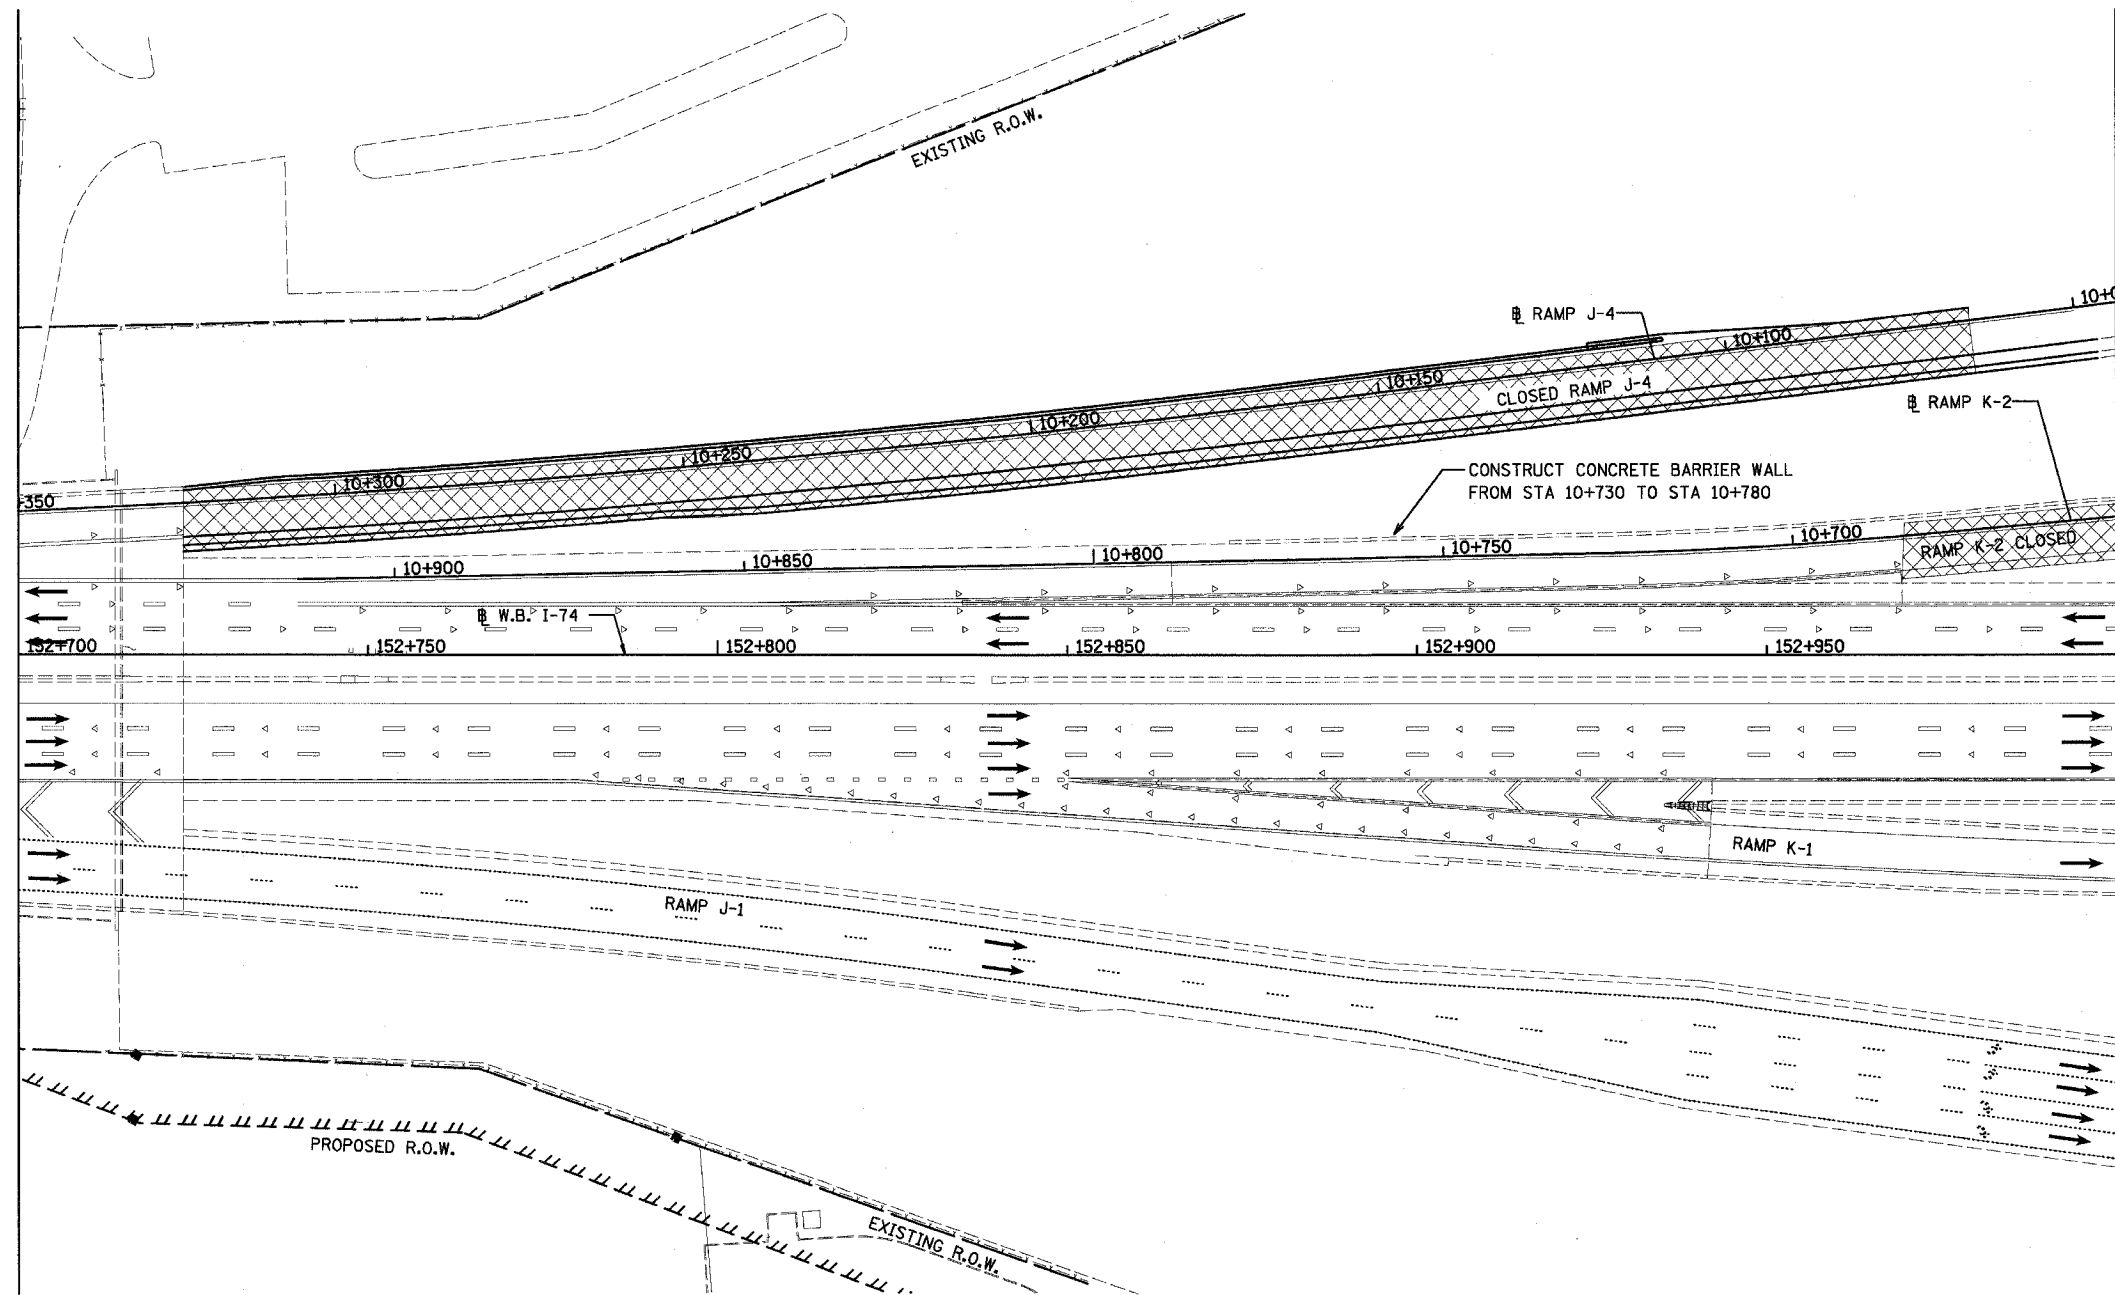 EXISTING R.O.W.
℄ RAMP J-4
10+100
10+150
CLOSED RAMP J-4
℄ RAMP K-2
10+200
10+250
10+300
CONSTRUCT CONCRETE BARRIER WALL
FROM STA 10+730 TO STA 10+780
10+900
10+850
10+800
10+750
10+700
RAMP K-2 CLOSED
℄ W.B. I-74
152+700
152+750
152+800
152+850
152+900
152+950
RAMP K-1
RAMP J-1
PROPOSED R.O.W.
EXISTING R.O.W.